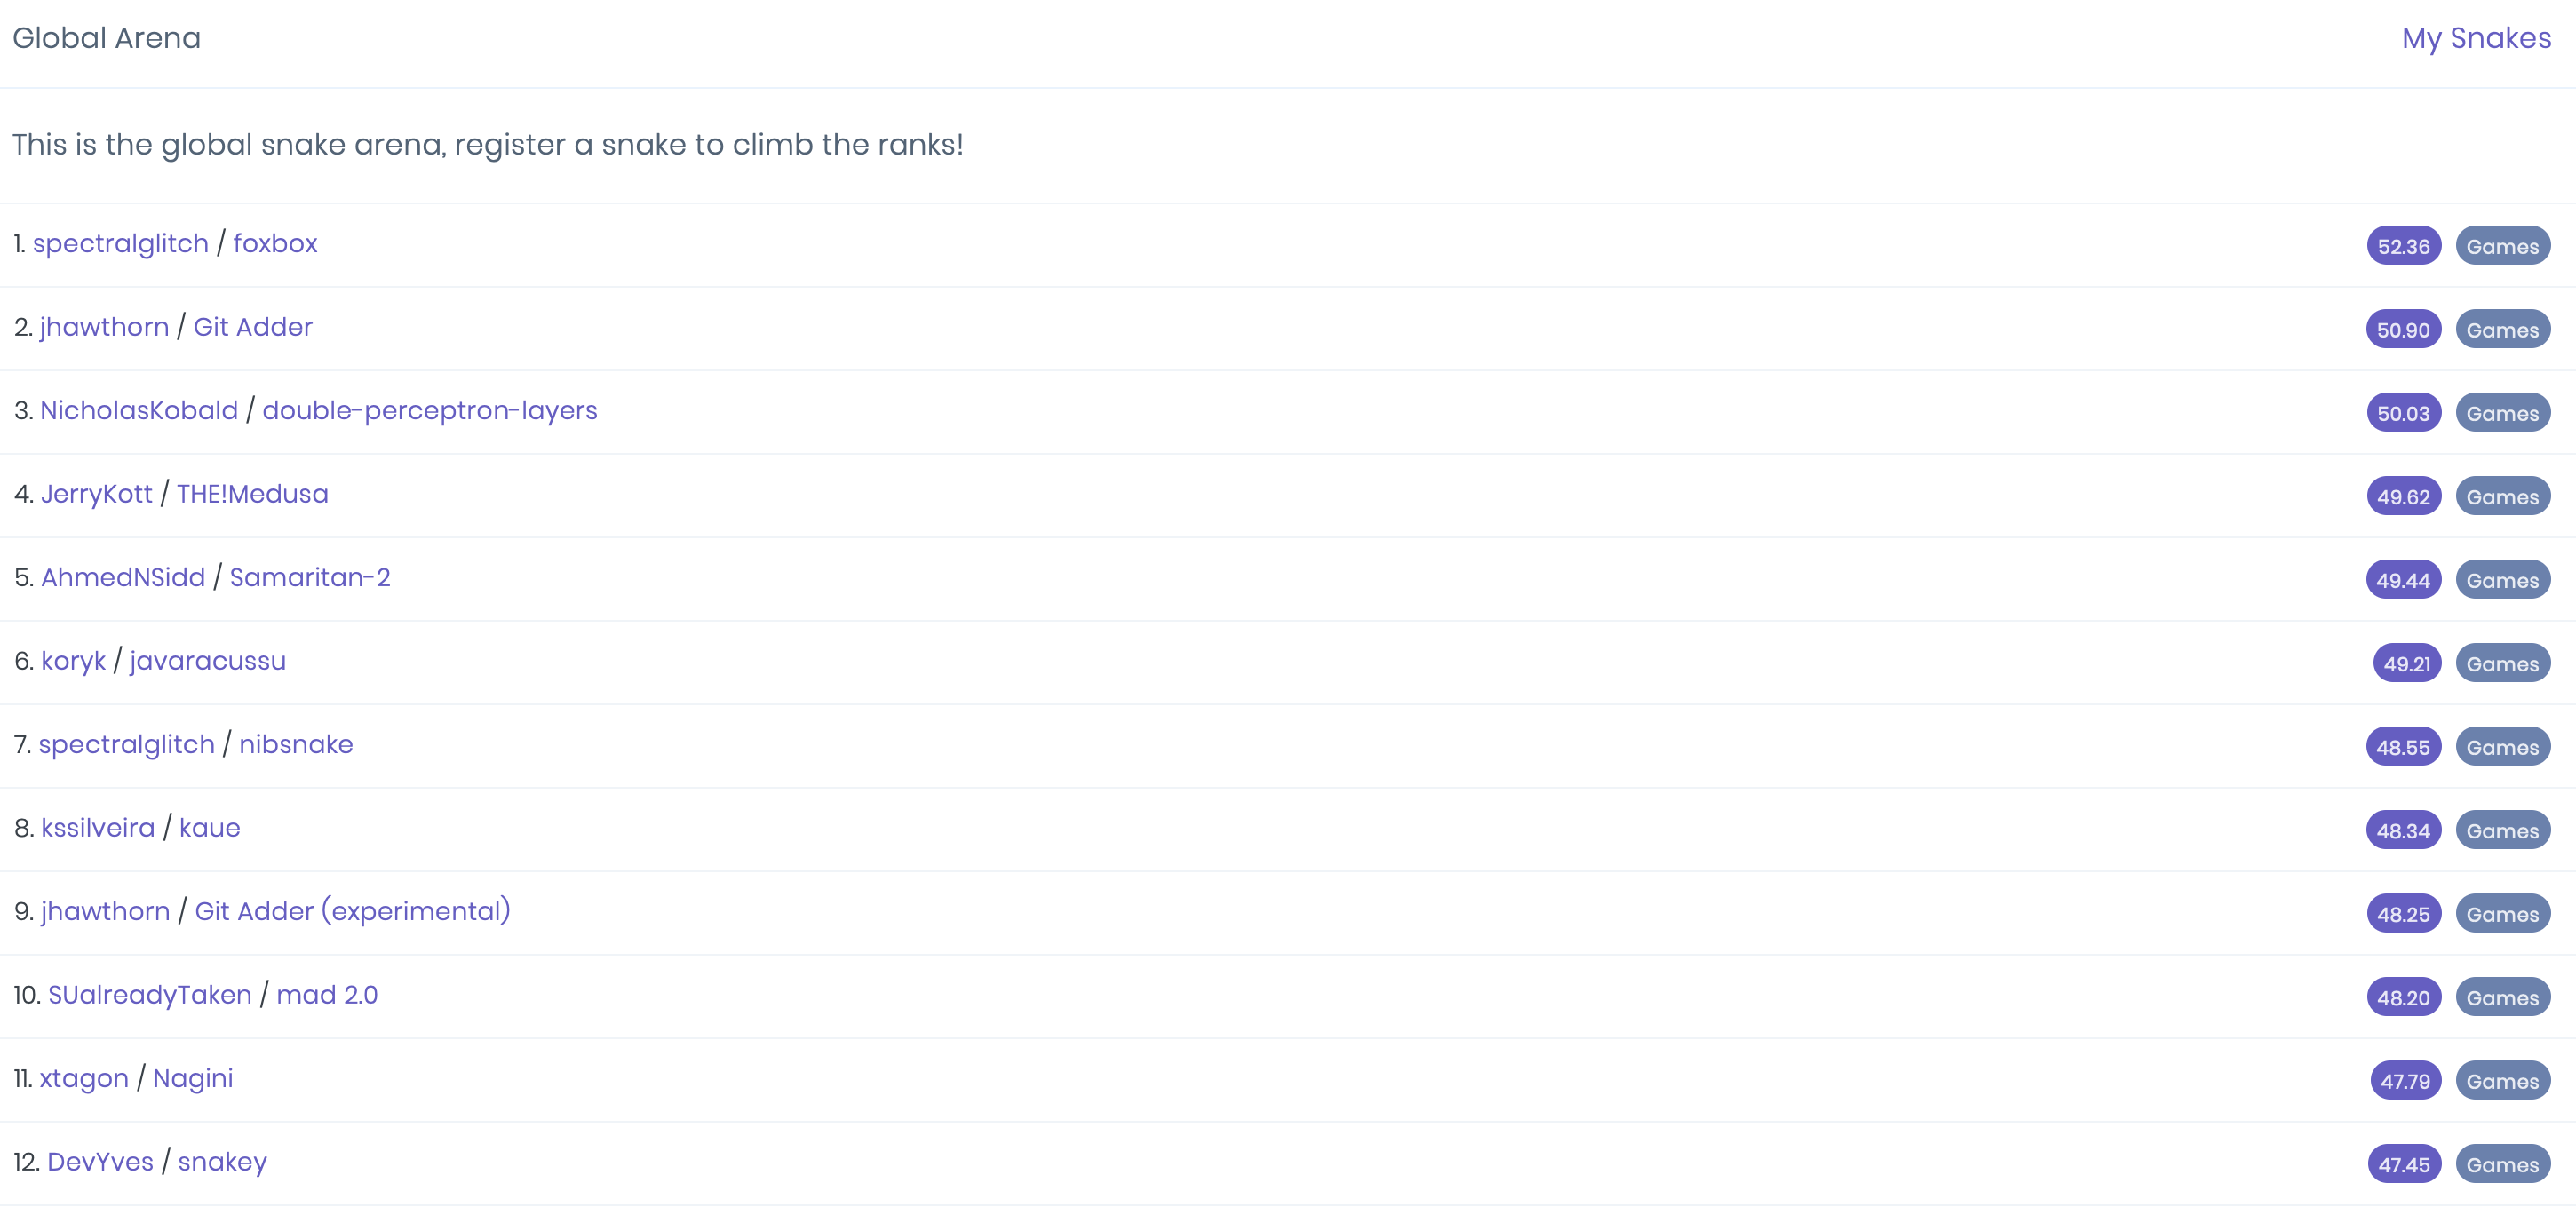 Global Arena My Snakes
This is the global snake arena, register a snake to climb the ranks!
1. spectralglitch / foxbox 52.36 Games
2. jhawthorn / Git Adder 50.90 Games
3. NicholasKobald / double-perceptron-layers 50.03 Games
4. JerryKott / THE!Medusa 49.62 Games
5. AhmedNSidd / Samaritan-2 49.44 Games
6. koryk / javaracussu 49.21 Games
7. spectralglitch / nibsnake 48.55 Games
8. kssilveira / kaue 48.34 Games
9. jhawthorn / Git Adder (experimental) 48.25 Games
10. SUalreadyTaken / mad 2.0 48.20 Games
11. xtagon / Nagini 47.79 Games
12. DevYves / snakey 47.45 Games